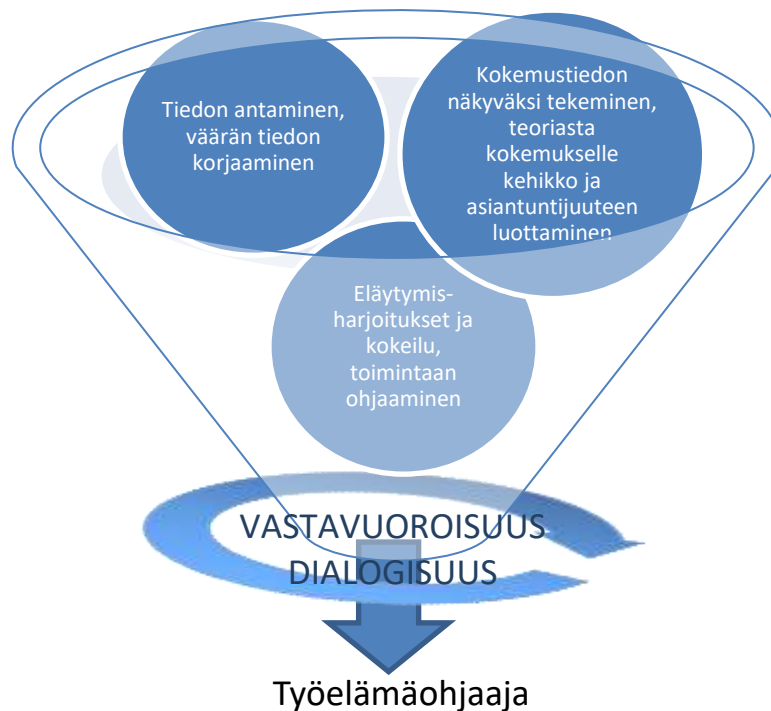 Tiedon antaminen,
väärän tiedon
korjaaminen
Kokemustiedon
näkyväksi tekeminen,
teoriasta
kokemukselle
kehikko ja
asiantuntijuuteen
luottaminen
Eläytymis-
harjoitukset ja
kokeilu,
toimintaan
ohjaaminen
VASTAVUOROISUUS
DIALOGISUUS
Työelämäohjaaja